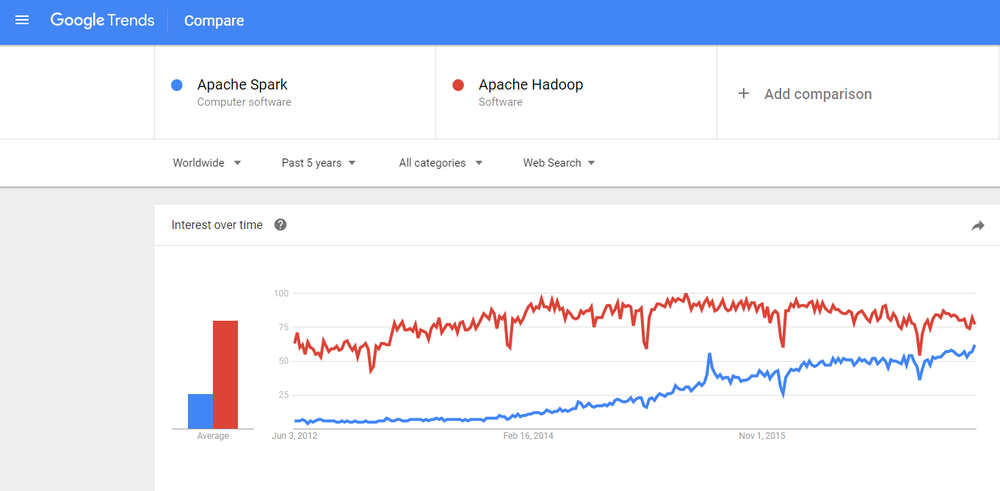 Google Trends Compare
Apache Spark
Computer software
Apache Hadoop
Software
+ Add comparison
Worldwide
Past 5 years
All categories
Web Search
Interest over time ?
100
75
50
25
Average
Jun 3, 2012
Feb 16, 2014
Nov 1, 2015